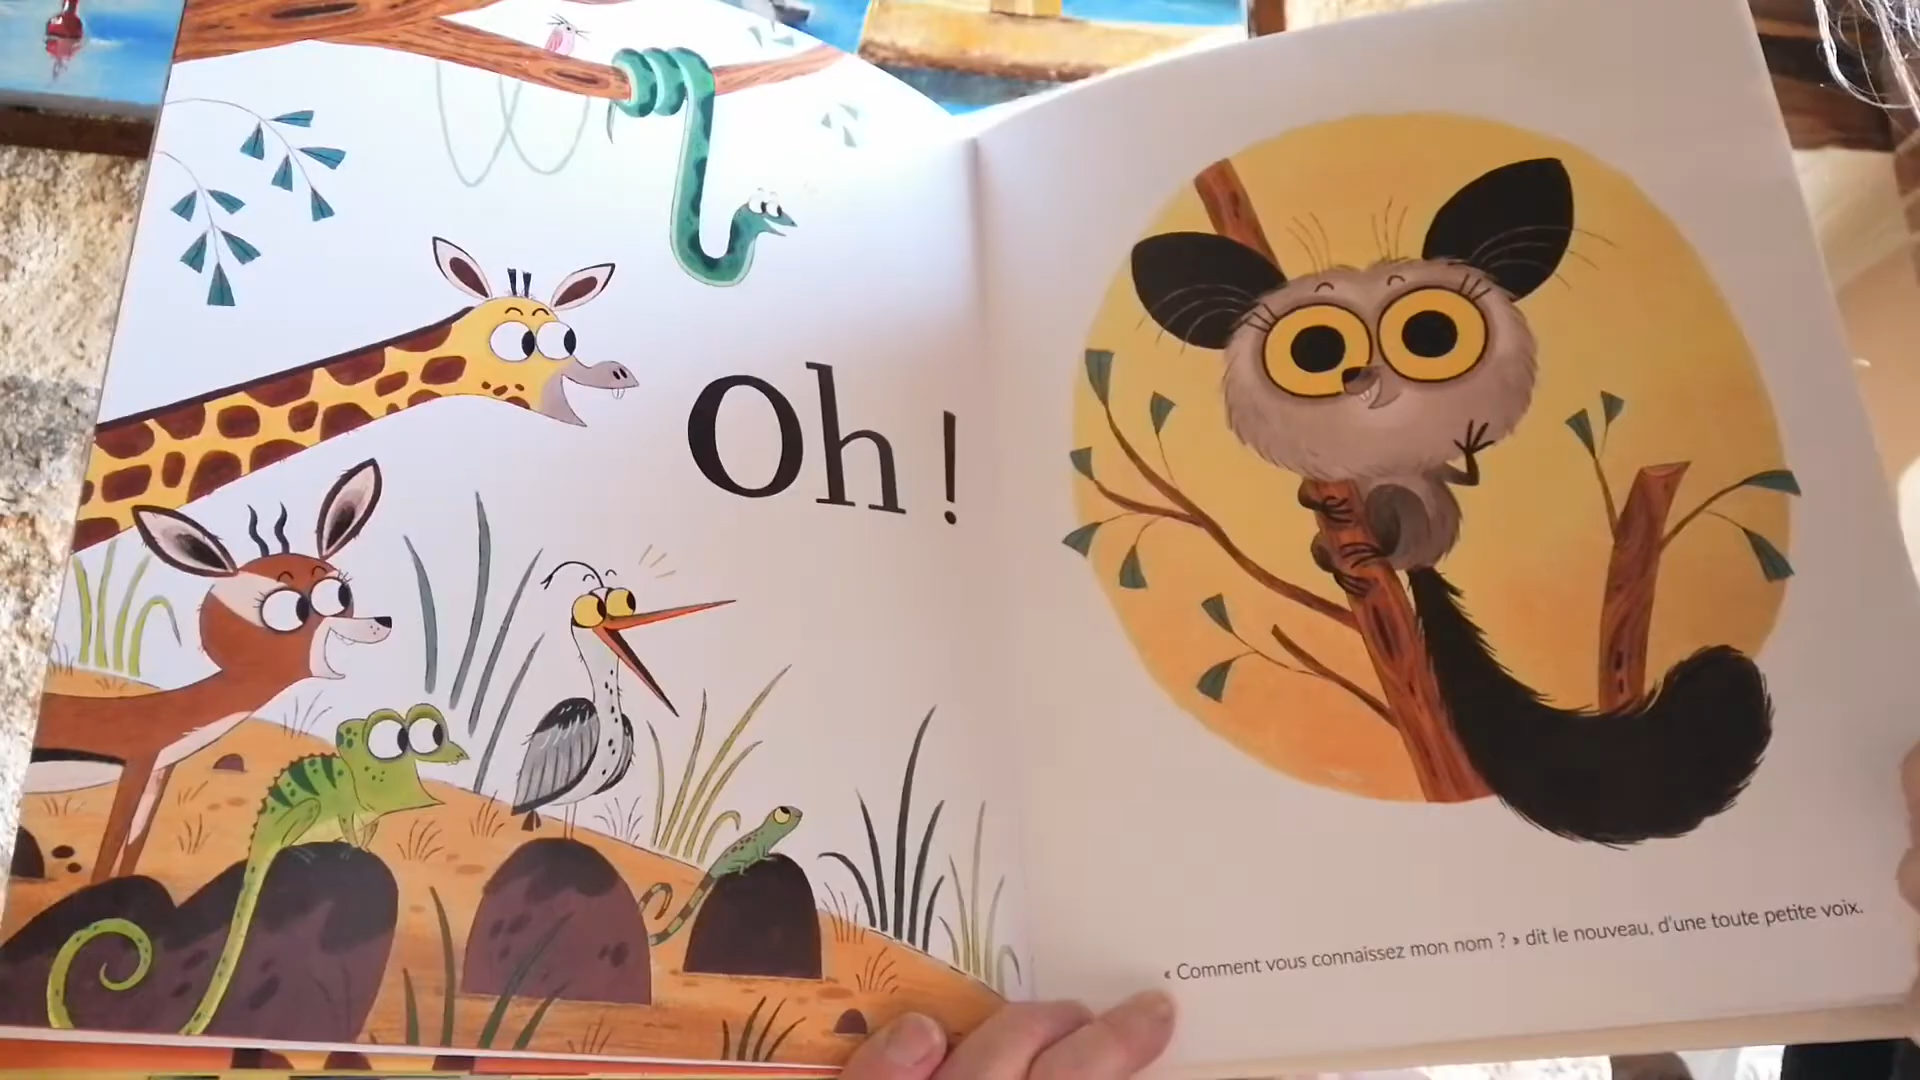 Oh !
« Comment vous connaissez mon nom ? » dit le nouveau, d'une toute petite voix.